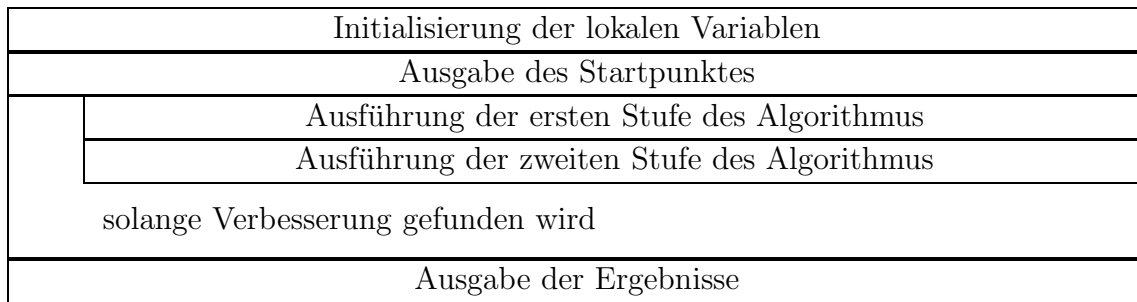 Initialisierung der lokalen Variablen
Ausgabe des Startpunktes
Ausführung der ersten Stufe des Algorithmus
Ausführung der zweiten Stufe des Algorithmus
solange Verbesserung gefunden wird
Ausgabe der Ergebnisse